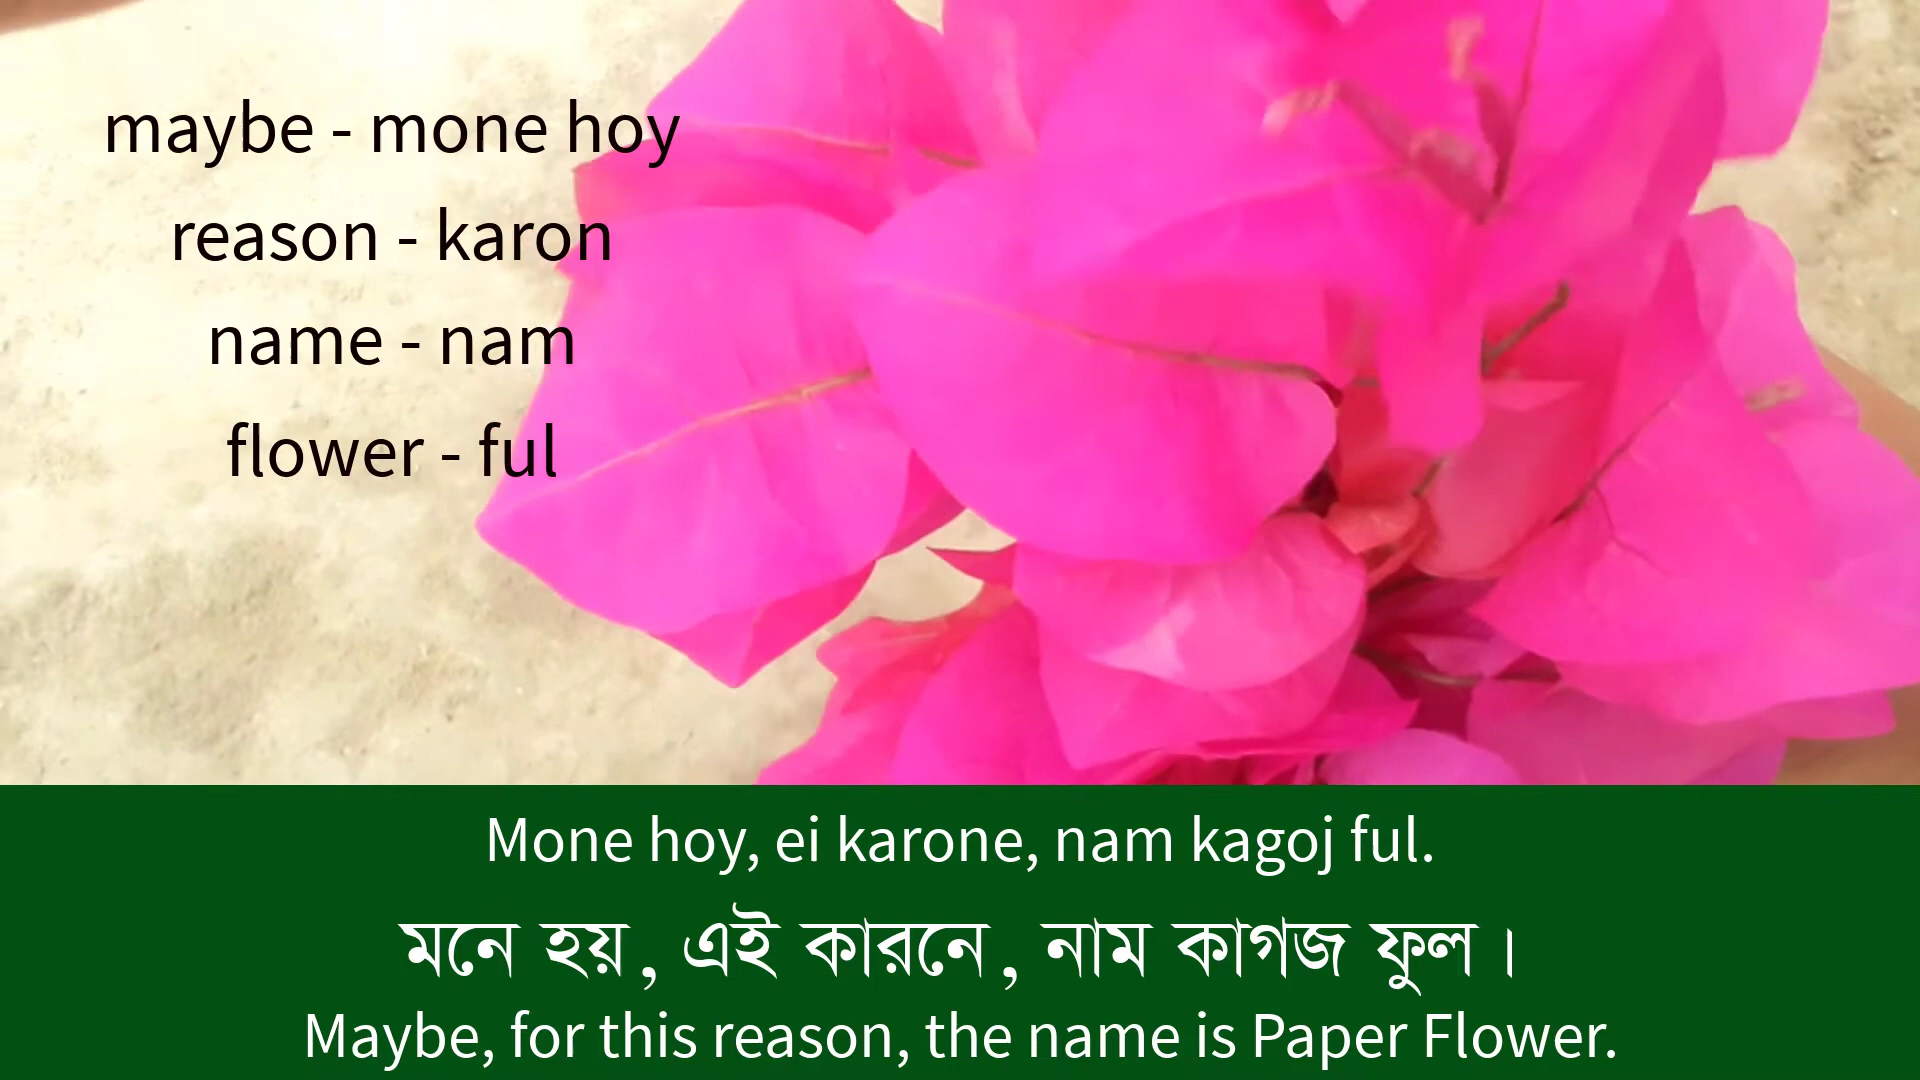 maybe - mone hoy
reason - karon
name - nam
flower - ful
Mone hoy, ei karone, nam kagoj ful.
মনে হয়, এই কারনে, নাম কাগজ ফুল।
Maybe, for this reason, the name is Paper Flower.